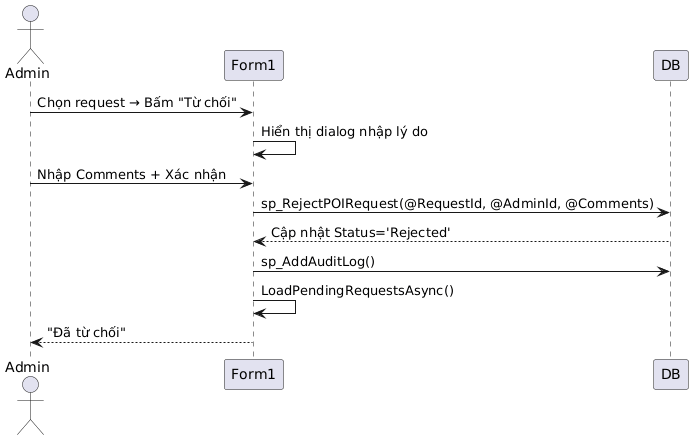 Admin
Form1
DB
Chọn request → Bấm "Từ chối"
Hiển thị dialog nhập lý do
Nhập Comments + Xác nhận
sp_RejectPOIRequest(@RequestId, @AdminId, @Comments)
Cập nhật Status='Rejected'
sp_AddAuditLog()
LoadPendingRequestsAsync()
"Đã từ chối"
Admin
Form1
DB